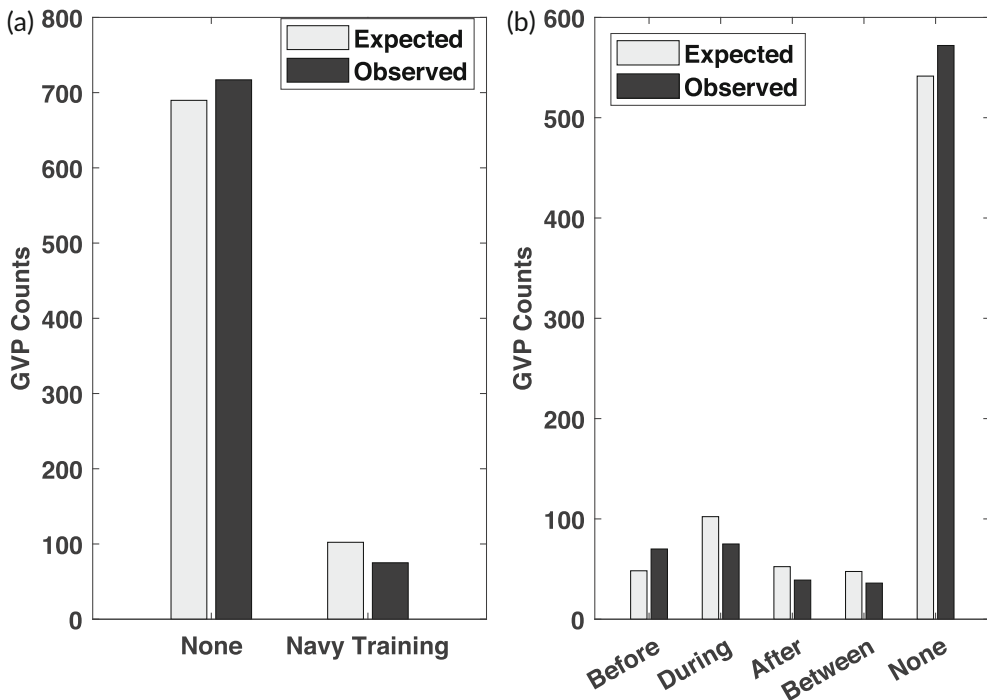 (a)
800
700
600
500
400
300
200
100
0
GVP Counts
Expected
Observed
None
Navy Training
(b)
600
500
400
300
200
100
0
GVP Counts
Expected
Observed
Before
During
After
Between
None